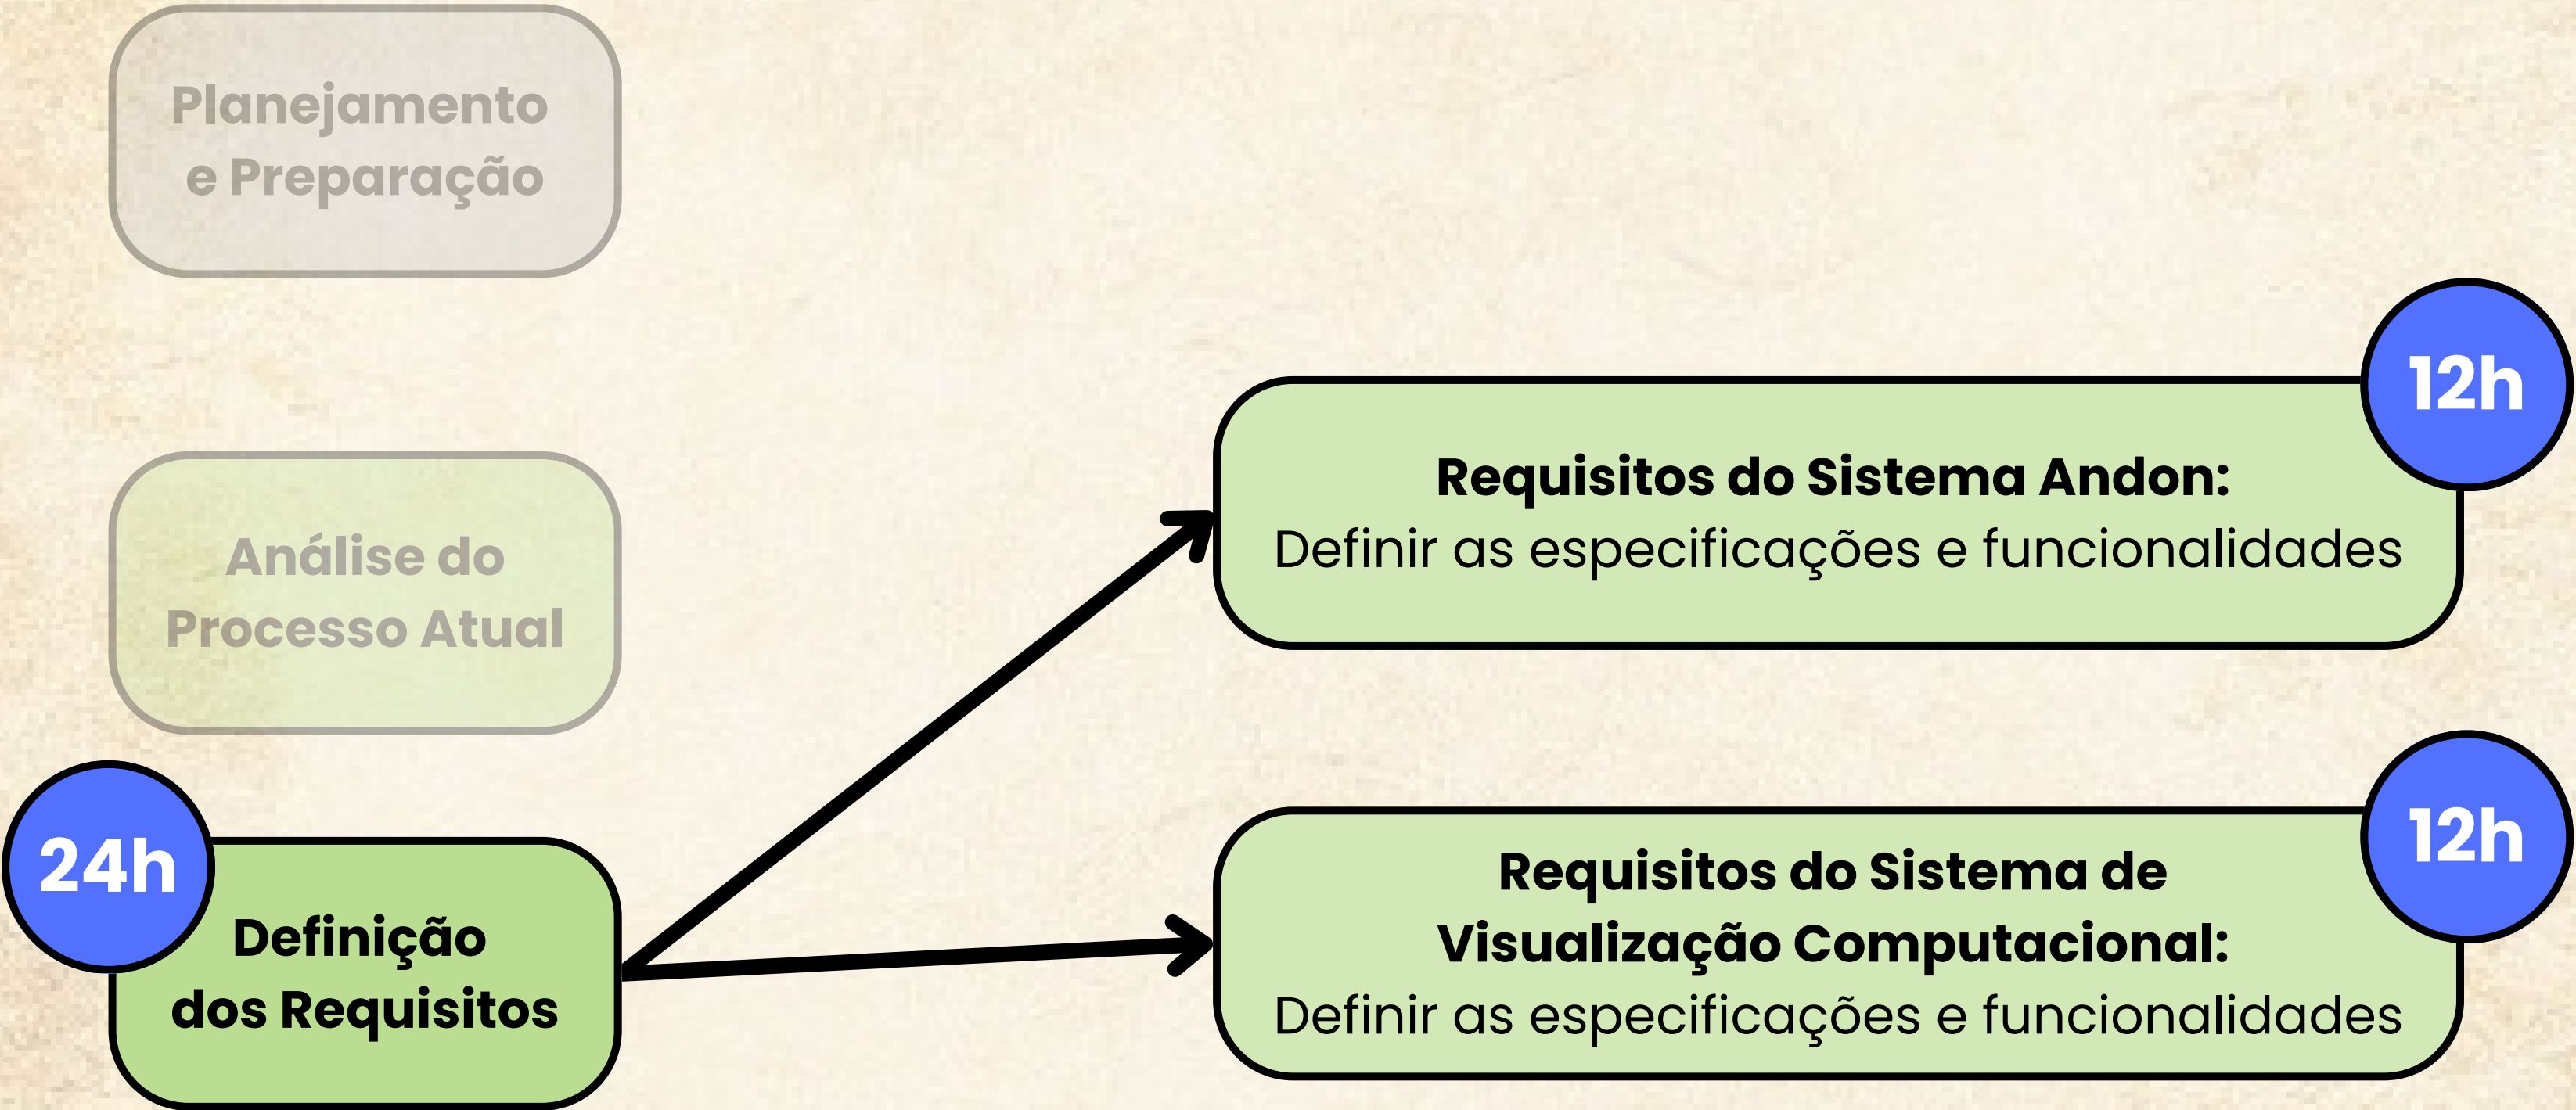 Planejamento
e Preparação
Análise do
Processo Atual
24h
Definição
dos Requisitos
12h
Requisitos do Sistema Andon:
Definir as especificações e funcionalidades
12h
Requisitos do Sistema de
Visualização Computacional:
Definir as especificações e funcionalidades